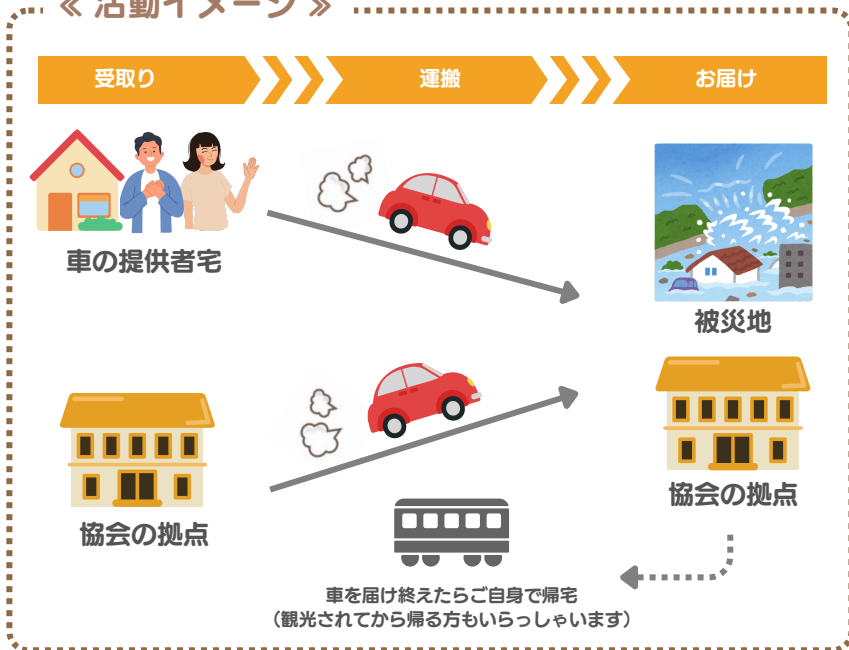 ≪ 活動イメージ ≫
受取り
運搬
お届け
車の提供者宅
被災地
協会の拠点
協会の拠点
車を届け終えたらご自身で帰宅
（観光されてから帰る方もいらっしゃいます）